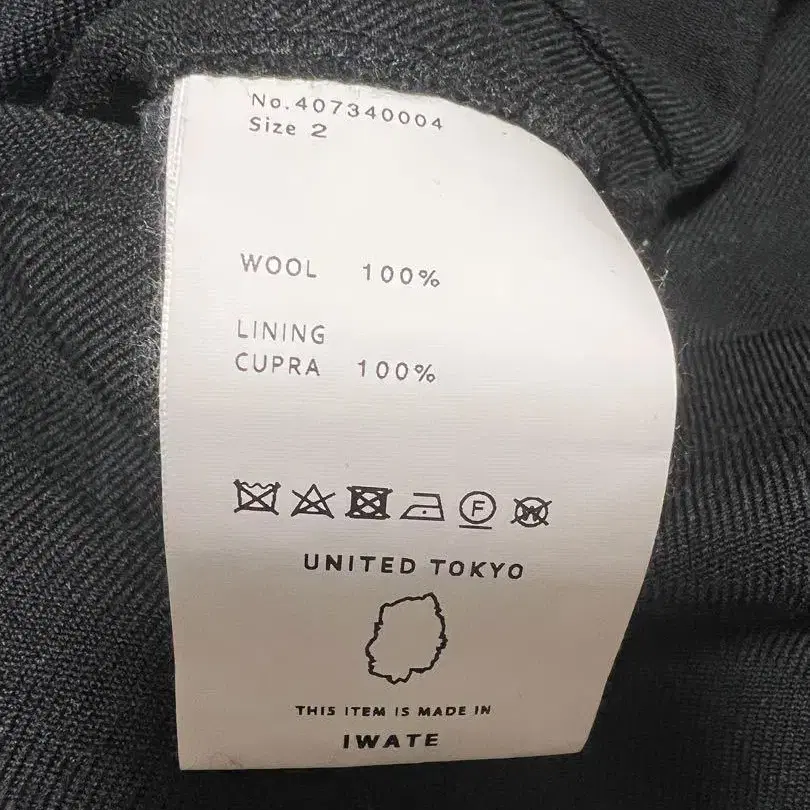 No.407340004
Size 2
WOOL 100%
LINING
CUPRA 100%
F W
UNITED TOKYO
THIS ITEM IS MADE IN
IWATE